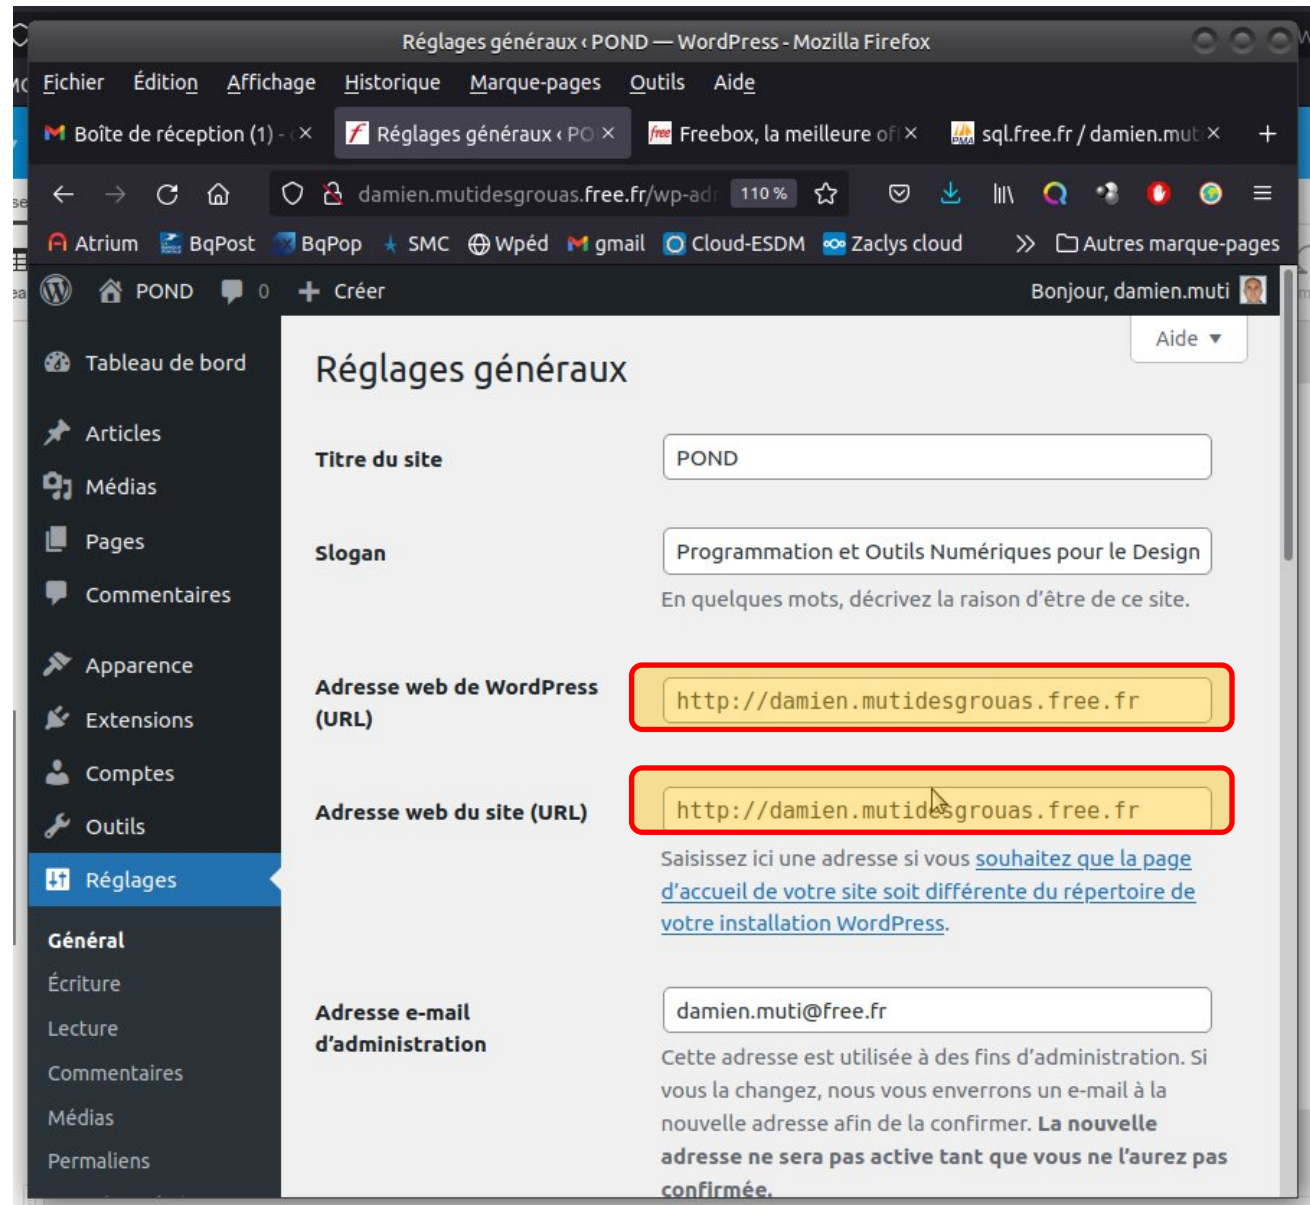 Réglages généraux ‹ POND — WordPress - Mozilla Firefox
Fichier Édition Affichage Historique Marque-pages Outils Aide
Boîte de réception (1) - Réglages généraux ‹ PO Freebox, la meilleure of sql.free.fr / damien.mut
damien.mutidesgrouas.free.fr/wp-adr 110 %
Atrium BqPost BqPop SMC Wpéd gmail Cloud-ESDM Zaclys cloud Autres marque-pages
POND 0 Créer Bonjour, damien.muti
Aide
Tableau de bord
Articles
Médias
Pages
Commentaires
Apparence
Extensions
Comptes
Outils
Réglages
Général
Écriture
Lecture
Commentaires
Médias
Permaliens
Réglages généraux
Titre du site
POND
Slogan
Programmation et Outils Numériques pour le Design
En quelques mots, décrivez la raison d’être de ce site.
Adresse web de WordPress
(URL)
http://damien.mutidesgrouas.free.fr
Adresse web du site (URL)
http://damien.mutidesgrouas.free.fr
Saisissez ici une adresse si vous souhaitez que la page
d’accueil de votre site soit différente du répertoire de
votre installation WordPress.
Adresse e-mail
d’administration
damien.muti@free.fr
Cette adresse est utilisée à des fins d’administration. Si
vous la changez, nous vous enverrons un e-mail à la
nouvelle adresse afin de la confirmer. La nouvelle
adresse ne sera pas active tant que vous ne l’aurez pas
confirmée.